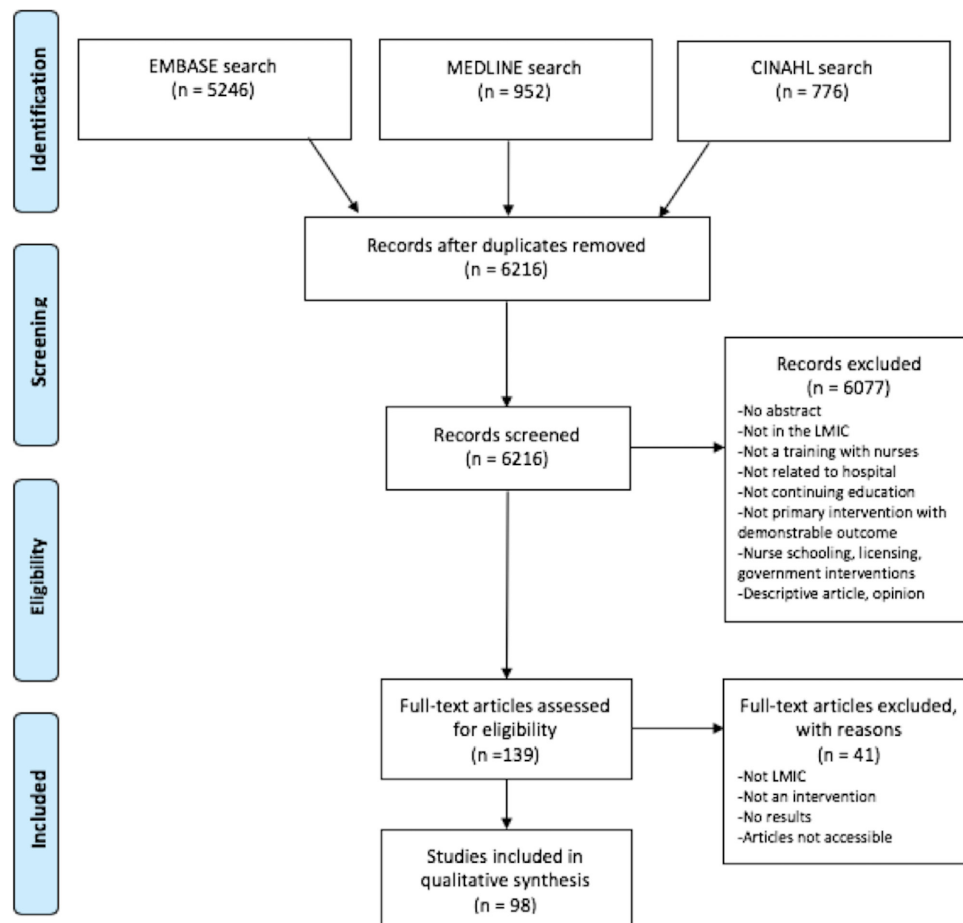 Identification
EMBASE search
(n = 5246)
MEDLINE search
(n = 952)
CINAHL search
(n = 776)
Records after duplicates removed
(n = 6216)
Screening
Records screened
(n = 6216)
Records excluded
(n = 6077)
-No abstract
-Not in the LMIC
-Not a training with nurses
-Not related to hospital
-Not continuing education
-Not primary intervention with
demonstrable outcome
-Nurse schooling, licensing,
government interventions
-Descriptive article, opinion
Eligibility
Full-text articles assessed
for eligibility
(n =139)
Full-text articles excluded,
with reasons
(n = 41)
-Not LMIC
-Not an intervention
-No results
-Articles not accessible
Included
Studies included in
qualitative synthesis
(n = 98)